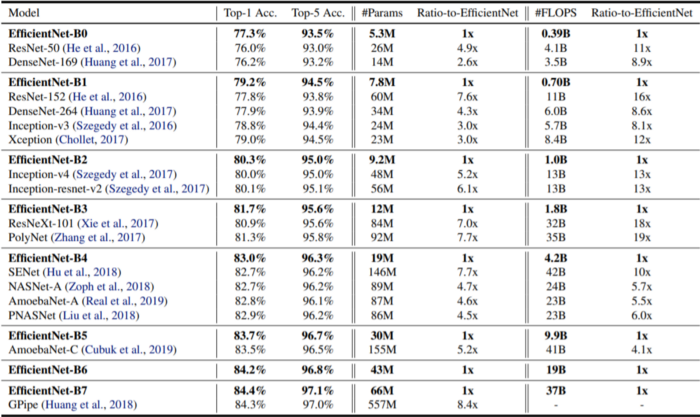 Model Top-1 Acc. Top-5 Acc. #Params Ratio-to-EfficientNet #FLOPS Ratio-to-EfficientNet
EfficientNet-B0 77.3% 93.5% 5.3M 1x 0.39B 1x
ResNet-50 (He et al., 2016) 76.0% 93.0% 26M 4.9x 4.1B 11x
DenseNet-169 (Huang et al., 2017) 76.2% 93.2% 14M 2.6x 3.5B 8.9x
EfficientNet-B1 79.2% 94.5% 7.8M 1x 0.70B 1x
ResNet-152 (He et al., 2016) 77.8% 93.8% 60M 7.6x 11B 16x
DenseNet-264 (Huang et al., 2017) 77.9% 93.9% 34M 4.3x 6.0B 8.6x
Inception-v3 (Szegedy et al., 2016) 78.8% 94.4% 24M 3.0x 5.7B 8.1x
Xception (Chollet, 2017) 79.0% 94.5% 23M 3.0x 8.4B 12x
EfficientNet-B2 80.3% 95.0% 9.2M 1x 1.0B 1x
Inception-v4 (Szegedy et al., 2017) 80.0% 95.0% 48M 5.2x 13B 13x
Inception-resnet-v2 (Szegedy et al., 2017) 80.1% 95.1% 56M 6.1x 13B 13x
EfficientNet-B3 81.7% 95.6% 12M 1x 1.8B 1x
ResNeXt-101 (Xie et al., 2017) 80.9% 95.6% 84M 7.0x 32B 18x
PolyNet (Zhang et al., 2017) 81.3% 95.8% 92M 7.7x 35B 19x
EfficientNet-B4 83.0% 96.3% 19M 1x 4.2B 1x
SENet (Hu et al., 2018) 82.7% 96.2% 146M 7.7x 42B 10x
NASNet-A (Zoph et al., 2018) 82.7% 96.2% 89M 4.7x 24B 5.7x
AmoebaNet-A (Real et al., 2019) 82.8% 96.1% 87M 4.6x 23B 5.5x
PNASNet (Liu et al., 2018) 82.9% 96.2% 86M 4.5x 23B 6.0x
EfficientNet-B5 83.7% 96.7% 30M 1x 9.9B 1x
AmoebaNet-C (Cubuk et al., 2019) 83.5% 96.5% 155M 5.2x 41B 4.1x
EfficientNet-B6 84.2% 96.8% 43M 1x 19B 1x
EfficientNet-B7 84.4% 97.1% 66M 1x 37B 1x
GPipe (Huang et al., 2018) 84.3% 97.0% 557M 8.4x - -